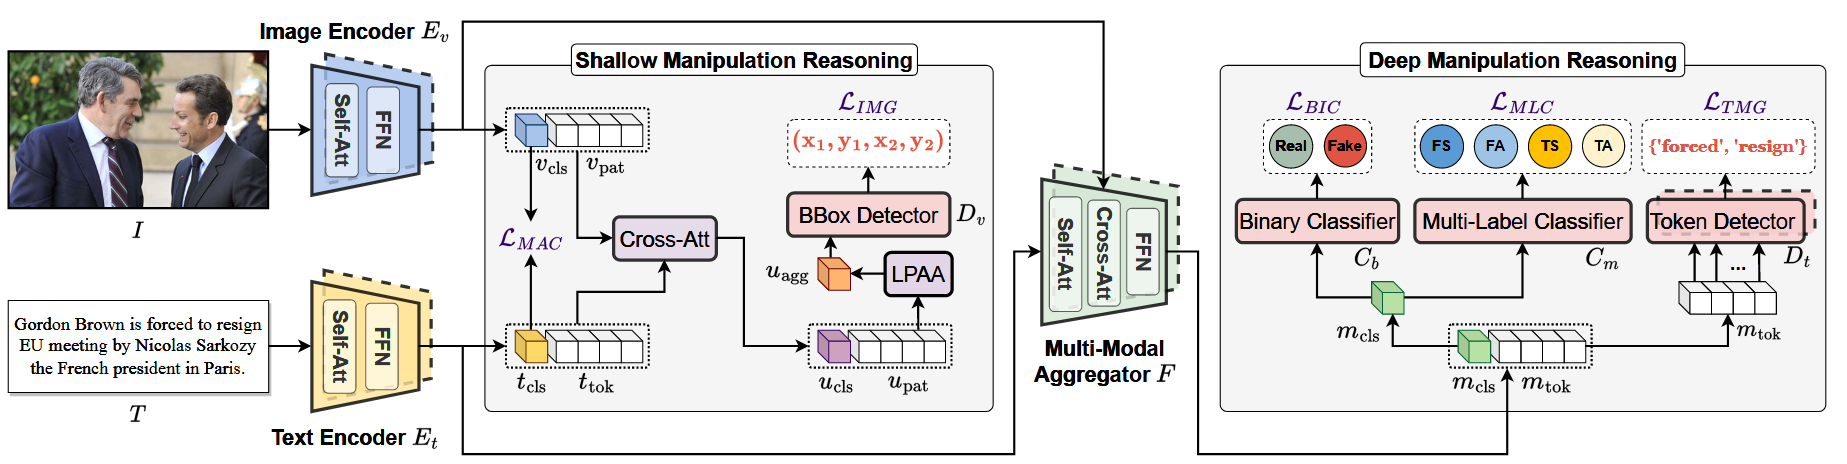 Image Encoder E_v
I
Self-Att
FFN
Gordon Brown is forced to resign
EU meeting by Nicolas Sarkozy
the French president in Paris.
T
Self-Att
FFN
Text Encoder E_t
Shallow Manipulation Reasoning
v_cls
v_pat
ℒ_MAC
Cross-Att
t_cls
t_tok
ℒ_IMG
(x₁, y₁, x₂, y₂)
BBox Detector
D_v
u_agg
LPAA
u_cls
u_pat
Self-Att
Cross-Att
FFN
Multi-Modal
Aggregator F
Deep Manipulation Reasoning
ℒ_BIC
ℒ_MLC
ℒ_TMG
Real
Fake
FS
FA
TS
TA
{'forced', 'resign'}
Binary Classifier
Multi-Label Classifier
Token Detector
C_b
C_m
D_t
...
m_cls
m_tok
m_cls
m_tok